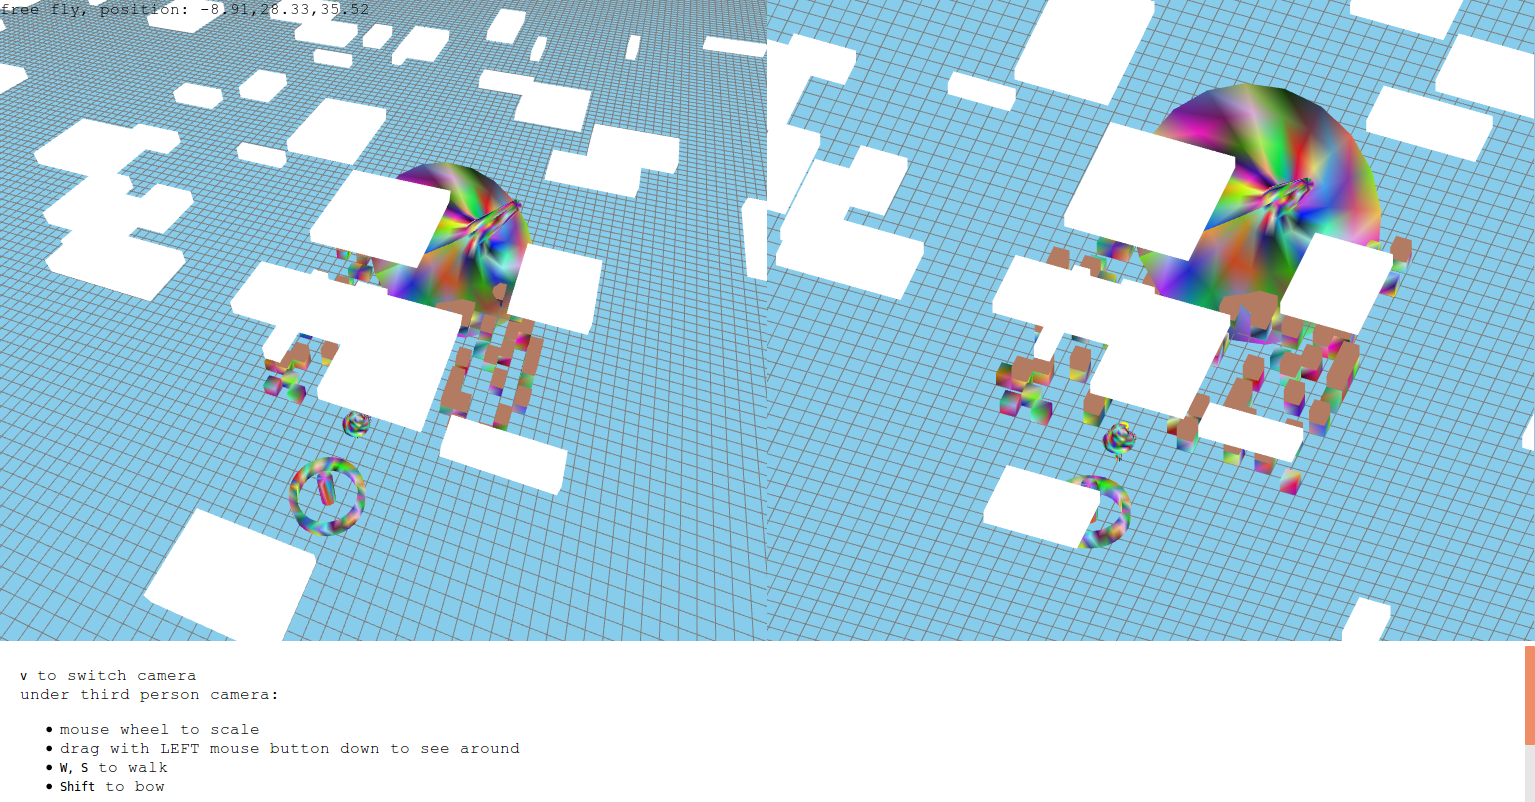 free fly, position: -8.91,28.33,35.52
v to switch camera
under third person camera:
• mouse wheel to scale
• drag with LEFT mouse button down to see around
• W, S to walk
• Shift to bow